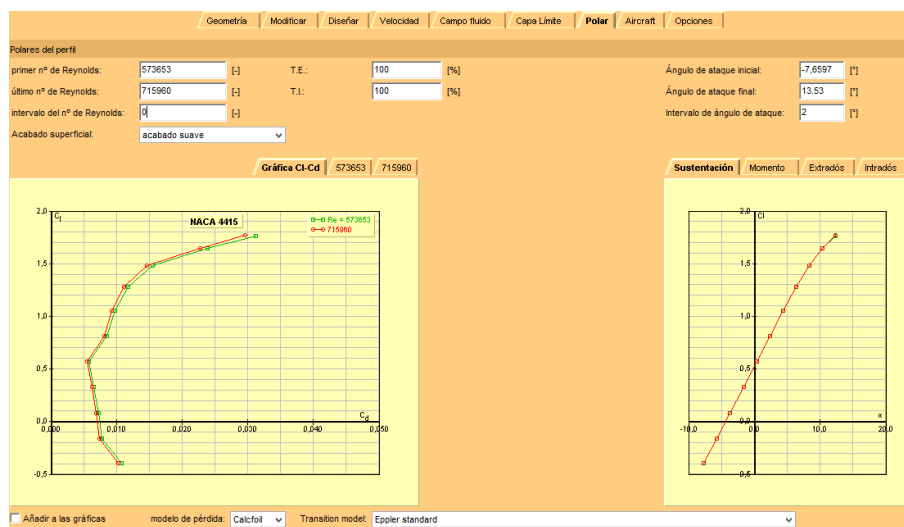 Geometría Modificar Diseñar Velocidad Campo fluido Capa Límite Polar Aircraft Opciones
Polares del perfil
primer nº de Reynolds: 573653 [-] T.E.: 100 [%] Ángulo de ataque inicial: -7,6597 [°]
último nº de Reynolds: 715960 [-] T.I.: 100 [%] Ángulo de ataque final: 13.53 [°]
intervalo del nº de Reynolds: 0 [-] Intervalo de ángulo de ataque: 2 [°]
Acabado superficial: acabado suave
Gráfica Cl-Cd 573653 715960 Sustentación Momento Extradós Intradós
2,0 Cl NACA 4415 Re = 573653 2,0 Cl
715960
1,5 1,5
1,0 1,0
0,5 0,5
0,0 Cd 0,0 α
0,000 0,010 0,020 0,030 0,040 0,050 -10,0 0,0 10,0 20,0
-0,5 -0,5
Añadir a las gráficas modelo de pérdida: Calcfoil Transition model: Eppler standard